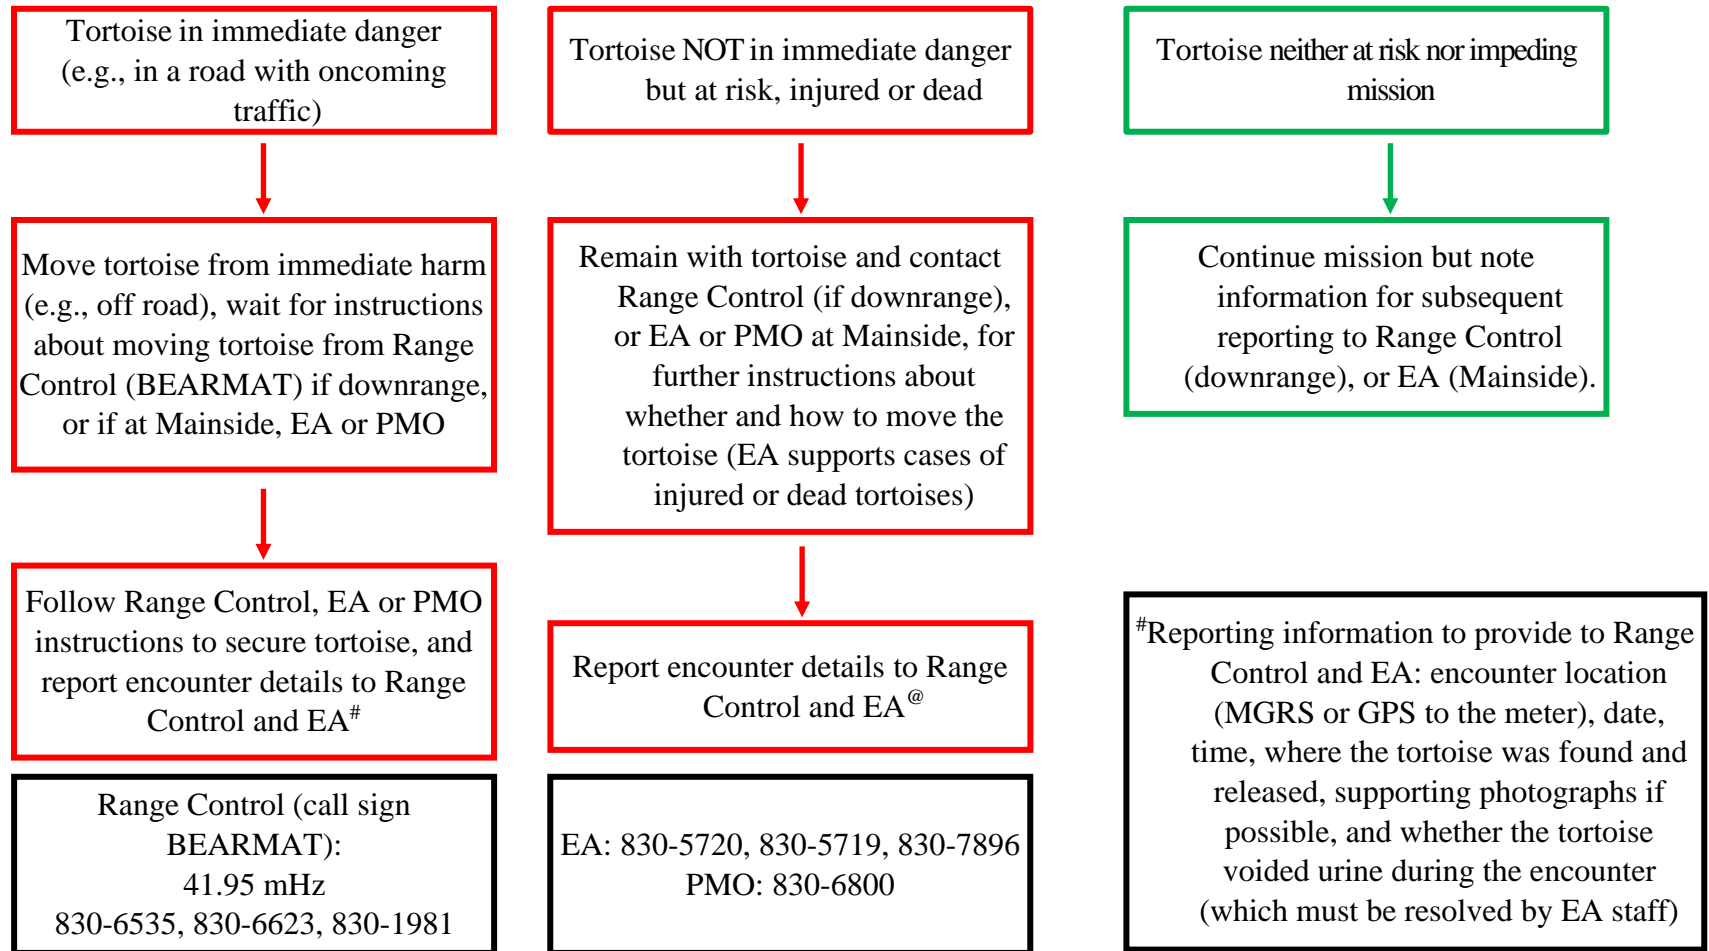 Tortoise in immediate danger
(e.g., in a road with oncoming
traffic)
Move tortoise from immediate harm
(e.g., off road), wait for instructions
about moving tortoise from Range
Control (BEARMAT) if downrange,
or if at Mainside, EA or PMO
Follow Range Control, EA or PMO
instructions to secure tortoise, and
report encounter details to Range
Control and EA#
Range Control (call sign
BEARMAT):
41.95 mHz
830-6535, 830-6623, 830-1981
Tortoise NOT in immediate danger
but at risk, injured or dead
Remain with tortoise and contact
Range Control (if downrange),
or EA or PMO at Mainside, for
further instructions about
whether and how to move the
tortoise (EA supports cases of
injured or dead tortoises)
Report encounter details to Range
Control and EA@
EA: 830-5720, 830-5719, 830-7896
PMO: 830-6800
Tortoise neither at risk nor impeding
mission
Continue mission but note
information for subsequent
reporting to Range Control
(downrange), or EA (Mainside).
#Reporting information to provide to Range
Control and EA: encounter location
(MGRS or GPS to the meter), date,
time, where the tortoise was found and
released, supporting photographs if
possible, and whether the tortoise
voided urine during the encounter
(which must be resolved by EA staff)